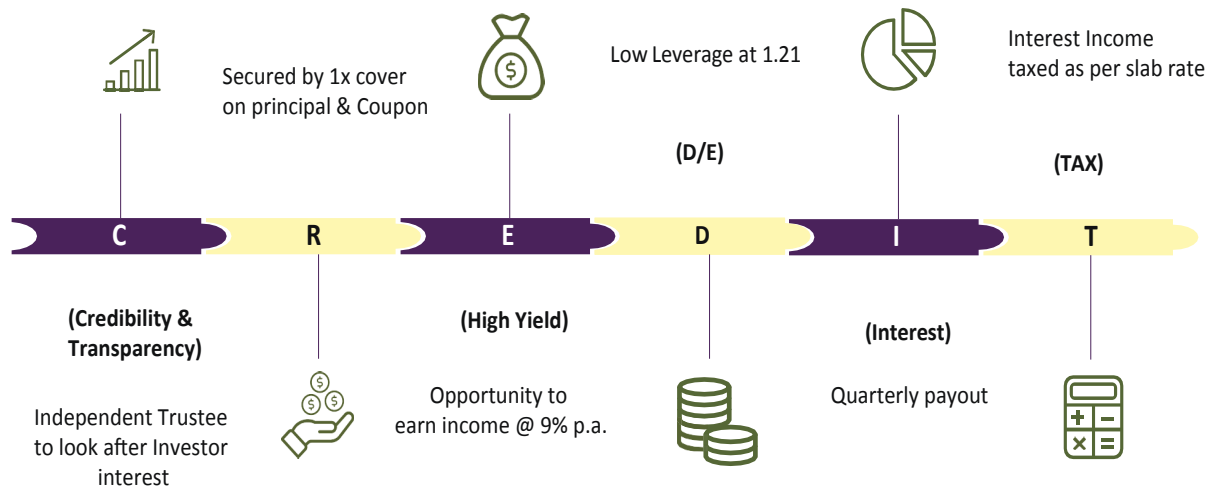 Secured by 1x cover
on principal & Coupon
Low Leverage at 1.21
Interest Income
taxed as per slab rate
(D/E)
(TAX)
C
R
E
D
I
T
(Credibility &
Transparency)
(High Yield)
(Interest)
Independent Trustee
to look after Investor
interest
Opportunity to
earn income @ 9% p.a.
Quarterly payout